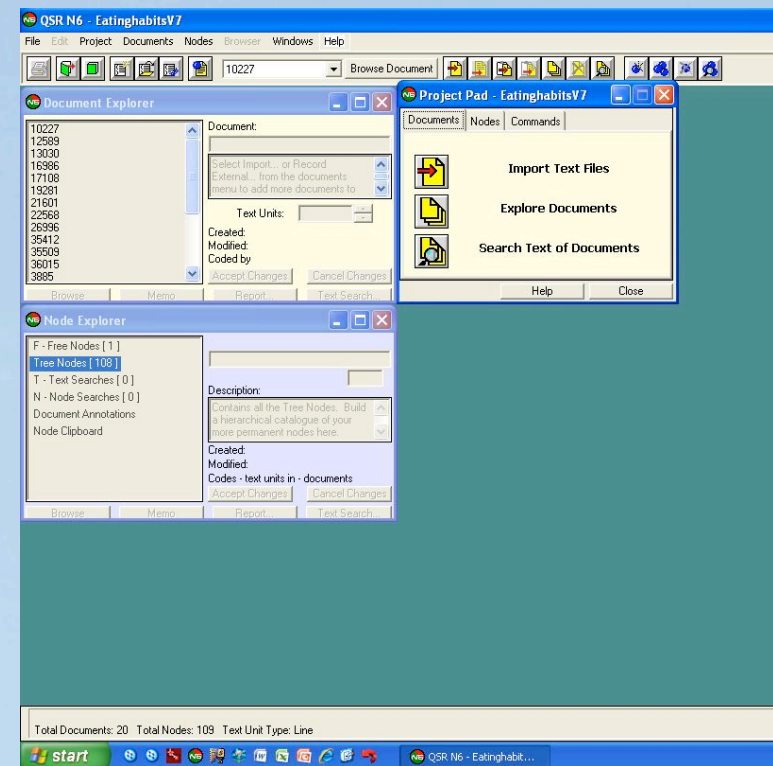 QSR N6 - EatinghabitsV7
File Edit Project Documents Nodes Browser Windows Help
10227 Browse Document
Document Explorer
10227
12589
13030
16986
17108
19281
21601
22568
26996
35412
35509
36015
3885
Document:
Select Import... or Record
External... from the documents
menu to add more documents to
Text Units:
Created:
Modified:
Coded by
Accept Changes Cancel Changes
Browse Memo Report... Text Search...
Project Pad - EatinghabitsV7
Documents Nodes Commands
Import Text Files
Explore Documents
Search Text of Documents
Help Close
Node Explorer
F - Free Nodes [ 1 ]
Tree Nodes [ 108 ]
T - Text Searches [ 0 ]
N - Node Searches [ 0 ]
Document Annotations
Node Clipboard
Description:
Contains all the Tree Nodes. Build
a hierarchical catalogue of your
more permanent nodes here.
Created:
Modified:
Codes - text units in - documents
Accept Changes Cancel Changes
Browse Memo Report... Text Search...
Total Documents: 20 Total Nodes: 109 Text Unit Type: Line
start QSR N6 - Eatinghabit...